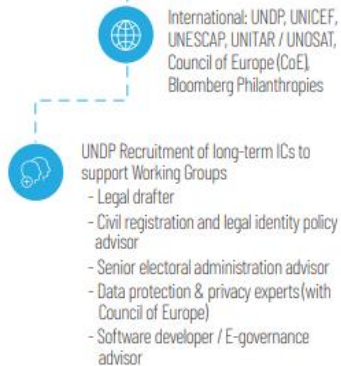 International: UNDP, UNICEF,
UNESCAP, UNITAR / UNOSAT,
Council of Europe (CoE),
Bloomberg Philanthropies
UNDP Recruitment of long-term ICs to
support Working Groups
- Legal drafter
- Civil registration and legal identity policy
advisor
- Senior electoral administration advisor
- Data protection & privacy experts (with
Council of Europe)
- Software developer / E-governance
advisor